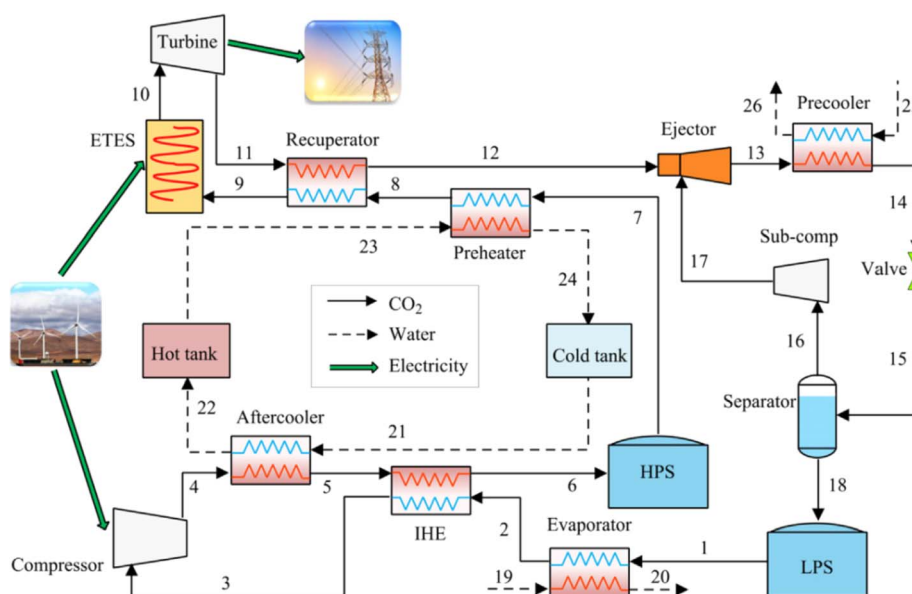 Turbine
10
ETES
11
Recuperator
12
Ejector
13
26
Precooler
2
9
8
7
14
Preheater
23
24
17
Sub-comp
Valve
CO₂
Water
Electricity
Hot tank
Cold tank
16
15
22
Aftercooler
21
Separator
4
5
6
HPS
18
IHE
2
Evaporator
1
LPS
Compressor
3
19
20